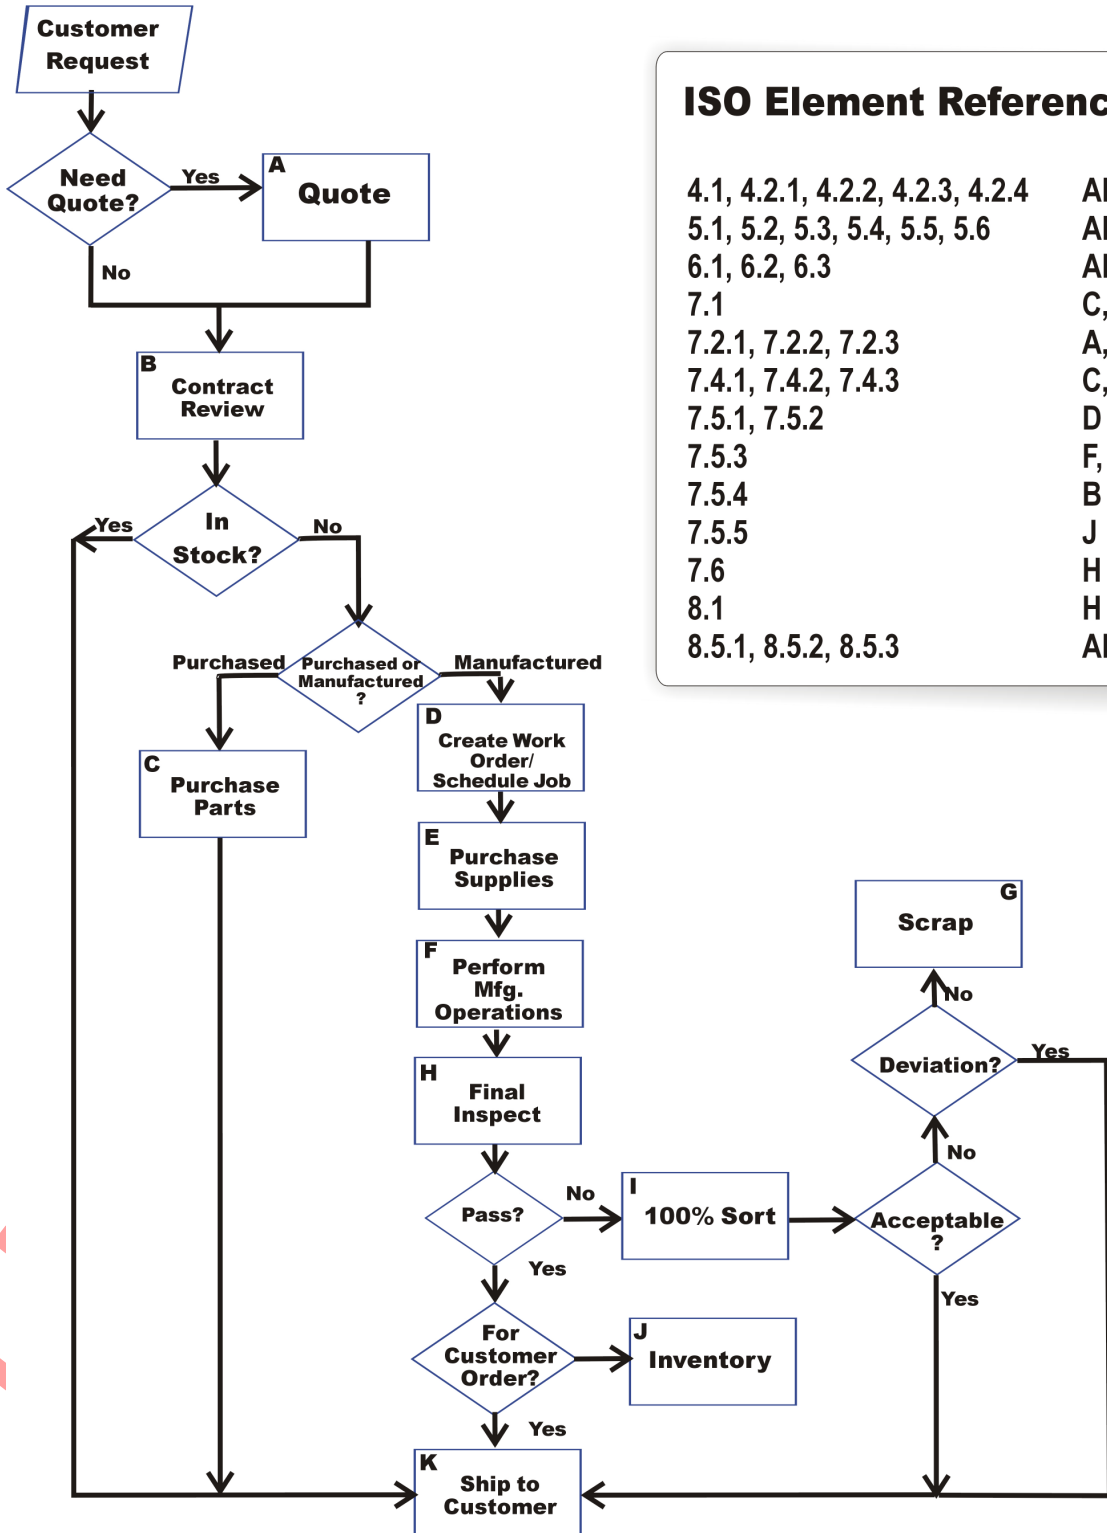 Customer
Request
Need
Quote?
Yes
A
Quote
No
B
Contract
Review
In
Stock?
Yes
No
Purchased or
Manufactured
?
Purchased
Manufactured
C
Purchase
Parts
D
Create Work
Order/
Schedule Job
E
Purchase
Supplies
F
Perform
Mfg.
Operations
H
Final
Inspect
Pass?
No
I
100% Sort
Acceptable
?
No
Deviation?
No
Yes
G
Scrap
Yes
Yes
For
Customer
Order?
J
Inventory
Yes
K
Ship to
Customer
ISO Element Referenc
4.1, 4.2.1, 4.2.2, 4.2.3, 4.2.4
5.1, 5.2, 5.3, 5.4, 5.5, 5.6
6.1, 6.2, 6.3
7.1 C,
7.2.1, 7.2.2, 7.2.3 A,
7.4.1, 7.4.2, 7.4.3 C,
7.5.1, 7.5.2 D
7.5.3 F,
7.5.4 B
7.5.5 J
7.6 H
8.1 H
8.5.1, 8.5.2, 8.5.3